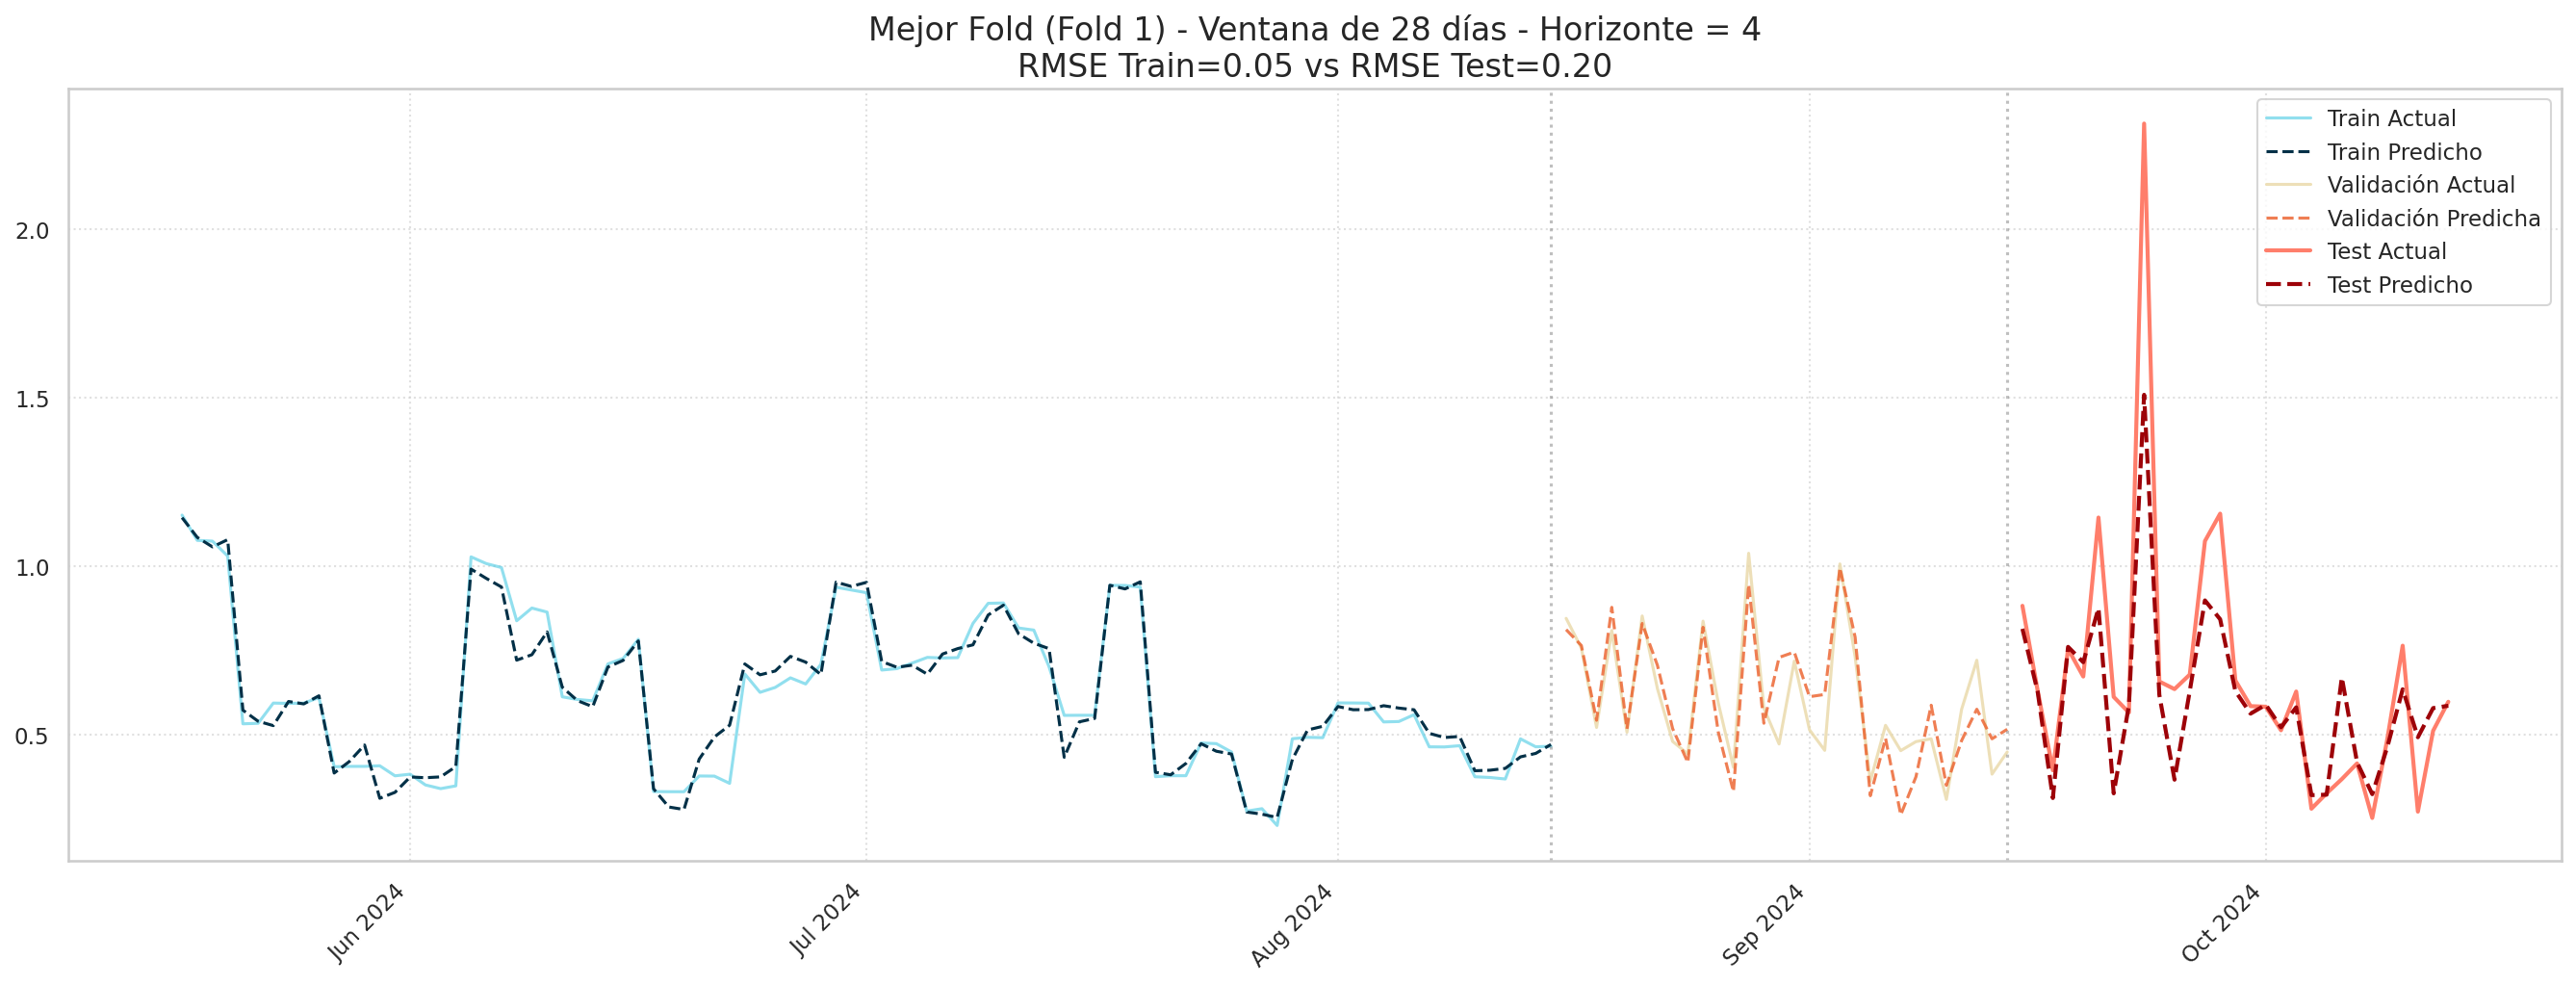 Mejor Fold (Fold 1) - Ventana de 28 días - Horizonte = 4
RMSE Train=0.05 vs RMSE Test=0.20
Train Actual
Train Predicho
Validación Actual
Validación Predicha
Test Actual
Test Predicho
2.0
1.5
1.0
0.5
Jun 2024
Jul 2024
Aug 2024
Sep 2024
Oct 2024